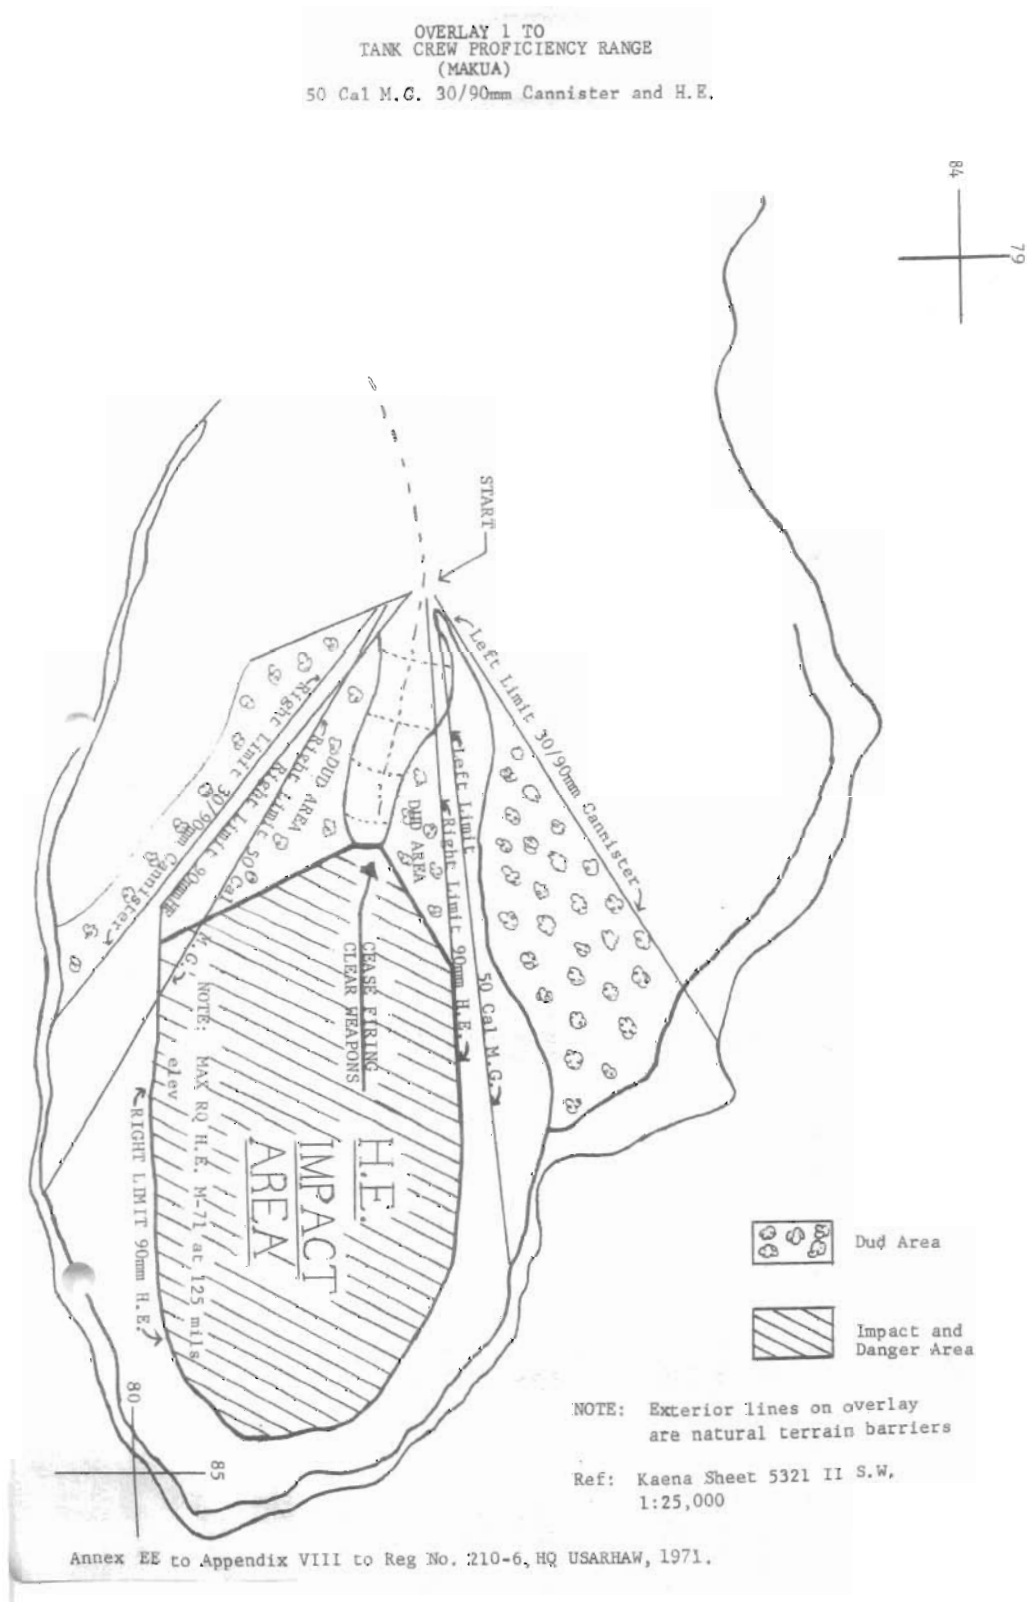 OVERLAY 1 TO
TANK CREW PROFICIENCY RANGE
(MAKUA)
50 Cal M.G. 30/90mm Cannister and H.E.
84
79
START
Left Limit 30/90mm Cannister
Right Limit 30/90mm Cannister
Right Limit 90mm HE
Right Limit 50 Cal M.G.
DUD AREA
DUD AREA
Left Limit 50 Cal M.G.
Right Limit 90mm H.E.
CEASE FIRING
CLEAR WEAPONS
NOTE: MAX RQ H.E. M-71 at 125 mils
elev
RIGHT LIMIT 90mm H.E.
H.E.
IMPACT
AREA
Dud Area
Impact and
Danger Area
80
85
NOTE: Exterior lines on overlay
are natural terrain barriers
Ref: Kaena Sheet 5321 II S.W.
1:25,000
Annex EE to Appendix VIII to Reg No. 210-6, HQ USARHAW, 1971.